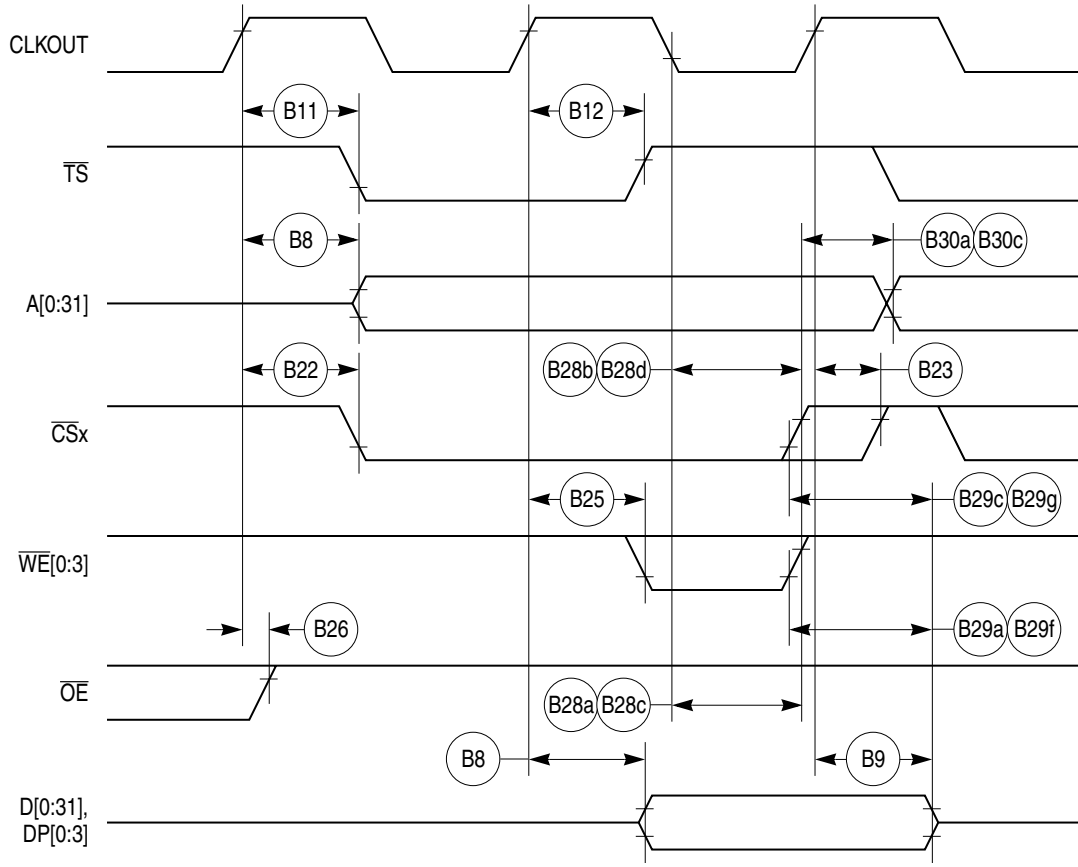 CLKOUT
B11
B12
TS
B8
B30a B30c
A[0:31]
B22
B28b B28d
B23
CSx
B25
B29c B29g
WE[0:3]
B26
B29a B29f
OE
B28a B28c
B8
B9
D[0:31],
DP[0:3]